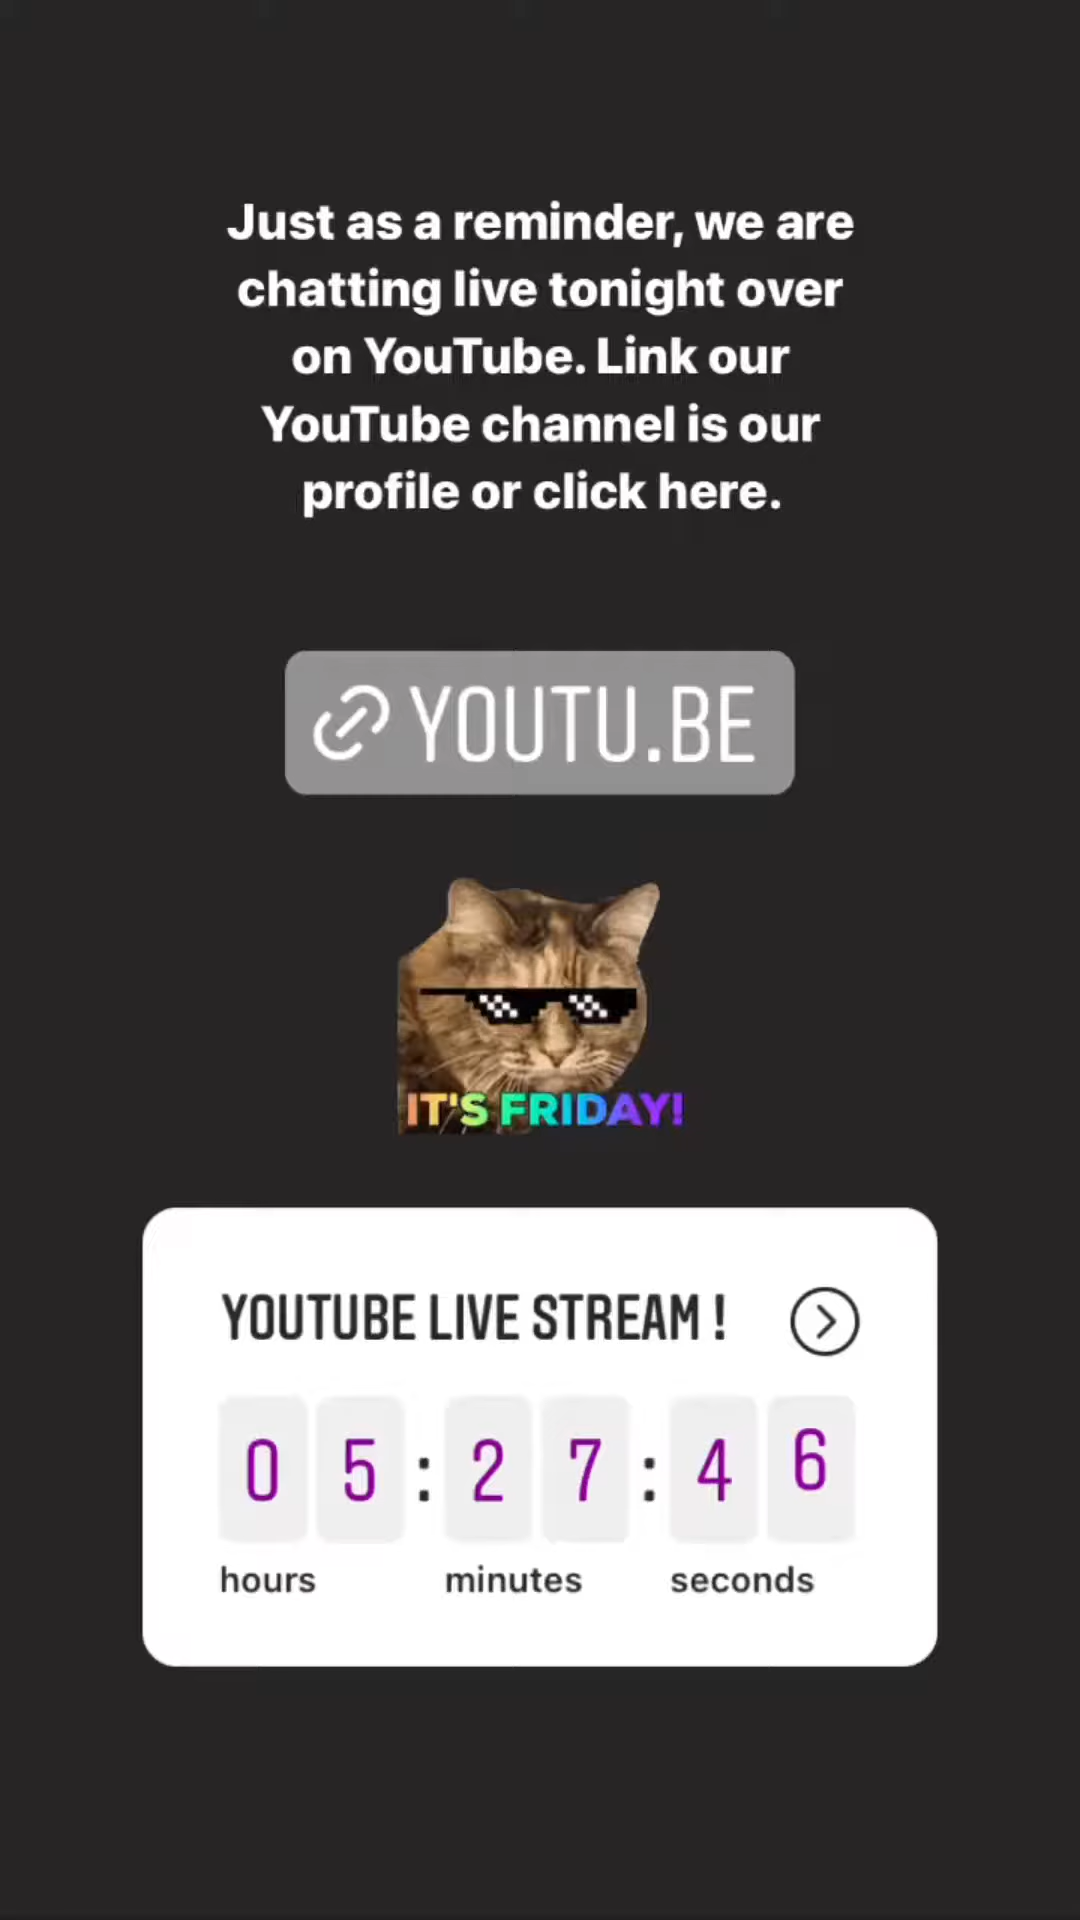 Just as a reminder, we are
chatting live tonight over
on YouTube. Link our
YouTube channel is our
profile or click here.
YOUTU.BE
IT'S FRIDAY!
YOUTUBE LIVE STREAM !
05:27:46
hours minutes seconds